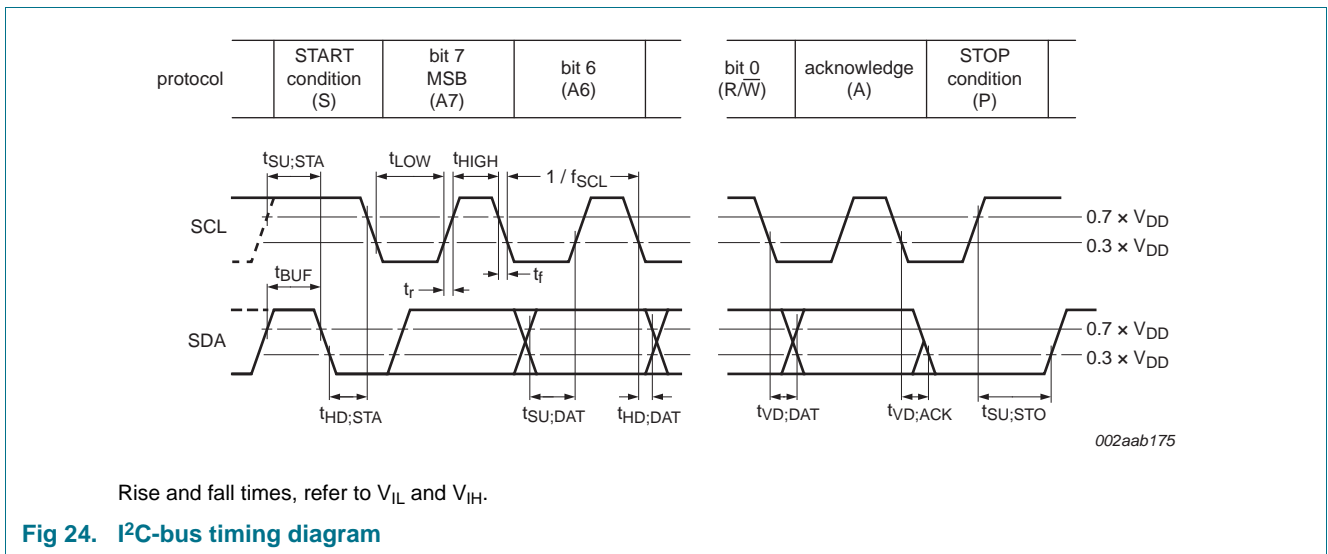 protocol
START condition (S)
bit 7 MSB (A7)
bit 6 (A6)
bit 0 (R/W̅)
acknowledge (A)
STOP condition (P)
tSU;STA
tLOW
tHIGH
1 / fSCL
SCL
0.7 × VDD
0.3 × VDD
tBUF
tr
tf
SDA
0.7 × VDD
0.3 × VDD
tHD;STA
tSU;DAT
tHD;DAT
tVD;DAT
tVD;ACK
tSU;STO
002aab175
Rise and fall times, refer to VIL and VIH.
Fig 24. I²C-bus timing diagram